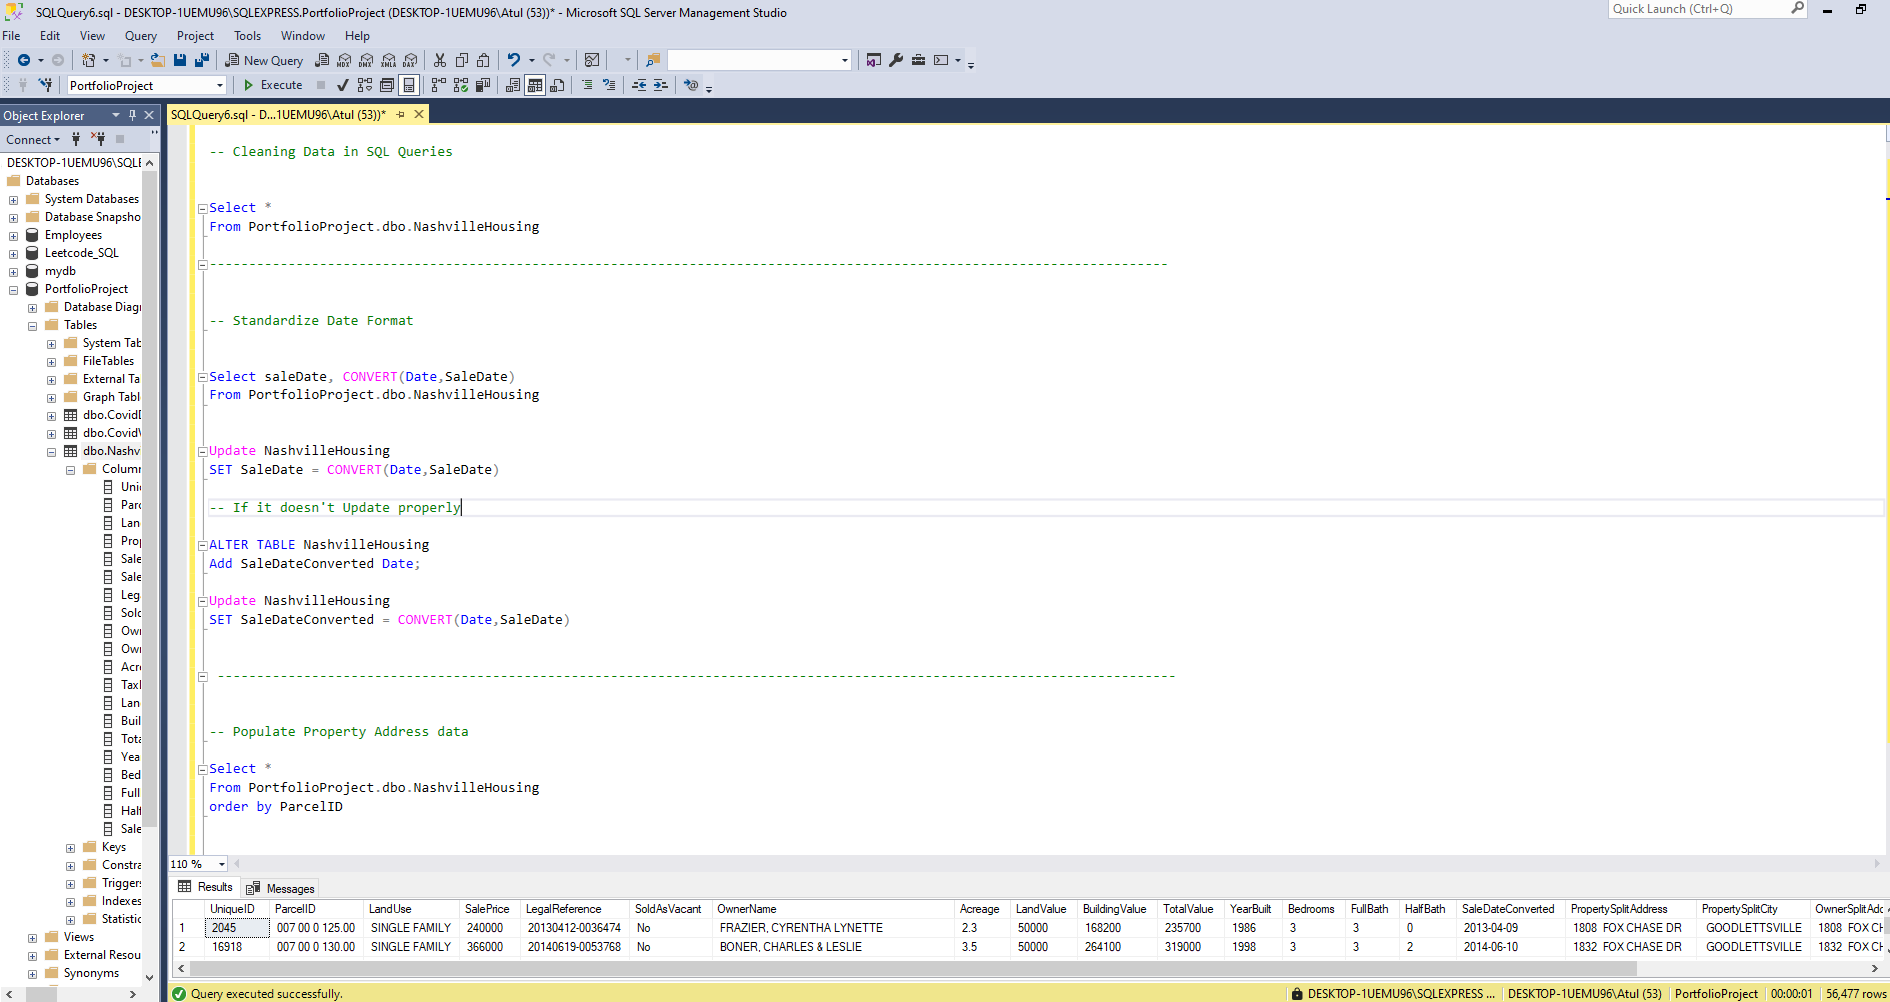 SQLQuery6.sql - DESKTOP-1UEMU96\SQLEXPRESS.PortfolioProject (DESKTOP-1UEMU96\Atul (53))* - Microsoft SQL Server Management Studio
Quick Launch (Ctrl+Q)
File Edit View Query Project Tools Window Help
New Query MDX DMX XMLA DAX
PortfolioProject Execute
Object Explorer
SQLQuery6.sql - D...1UEMU96\Atul (53))*
Connect
DESKTOP-1UEMU96\SQLE
Databases
System Databases
Database Snapsho
Employees
Leetcode_SQL
mydb
PortfolioProject
Database Diagr
Tables
System Tab
FileTables
External Ta
Graph Tabl
dbo.CovidD
dbo.CovidV
dbo.Nashv
Column
Uni
Parc
Lan
Prop
Sale
Sale
Lega
Sold
Own
Own
Acre
TaxI
Lan
Buil
Tota
Yea
Bed
Full
Half
Sale
Keys
Constra
Triggers
Indexes
Statistic
Views
External Resou
Synonyms
-- Cleaning Data in SQL Queries
Select *
From PortfolioProject.dbo.NashvilleHousing
--------------------------------------------------------------------------------------------------------------------------
-- Standardize Date Format
Select saleDate, CONVERT(Date,SaleDate)
From PortfolioProject.dbo.NashvilleHousing
Update NashvilleHousing
SET SaleDate = CONVERT(Date,SaleDate)
-- If it doesn't Update properly
ALTER TABLE NashvilleHousing
Add SaleDateConverted Date;
Update NashvilleHousing
SET SaleDateConverted = CONVERT(Date,SaleDate)
--------------------------------------------------------------------------------------------------------------------------
-- Populate Property Address data
Select *
From PortfolioProject.dbo.NashvilleHousing
order by ParcelID
110 %
Results Messages
UniqueID ParcelID LandUse SalePrice LegalReference SoldAsVacant OwnerName Acreage LandValue BuildingValue TotalValue YearBuilt Bedrooms FullBath HalfBath SaleDateConverted PropertySplitAddress PropertySplitCity OwnerSplitAdd
1 2045 007 00 0 125.00 SINGLE FAMILY 240000 20130412-0036474 No FRAZIER, CYRENTHA LYNETTE 2.3 50000 168200 235700 1986 3 3 0 2013-04-09 1808 FOX CHASE DR GOODLETTSVILLE 1808 FOX CH
2 16918 007 00 0 130.00 SINGLE FAMILY 366000 20140619-0053768 No BONER, CHARLES & LESLIE 3.5 50000 264100 319000 1998 3 3 2 2014-06-10 1832 FOX CHASE DR GOODLETTSVILLE 1832 FOX CH
Query executed successfully. DESKTOP-1UEMU96\SQLEXPRESS ... DESKTOP-1UEMU96\Atul (53) PortfolioProject 00:00:01 56,477 rows